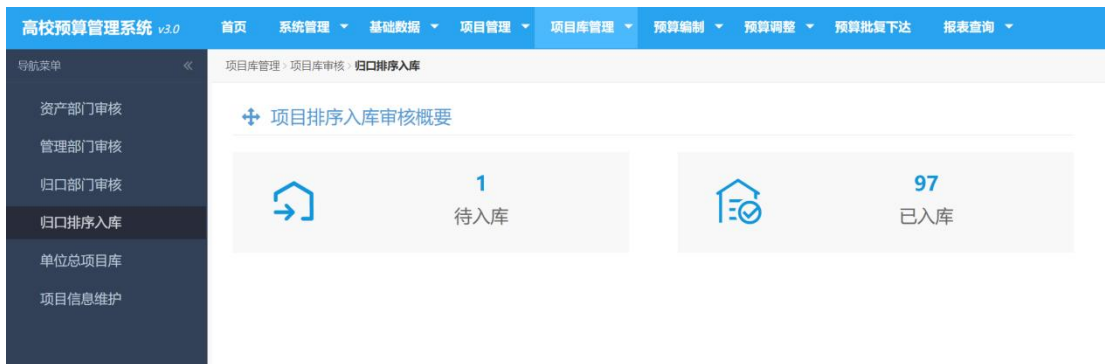 高校预算管理系统 v3.0 首页 系统管理 基础数据 项目管理 项目库管理 预算编制 预算调整 预算批复下达 报表查询
导航菜单 项目库管理 › 项目库审核 › 归口排序入库
资产部门审核
项目排序入库审核概要
管理部门审核
归口部门审核
1
97
归口排序入库
待入库
已入库
单位总项目库
项目信息维护